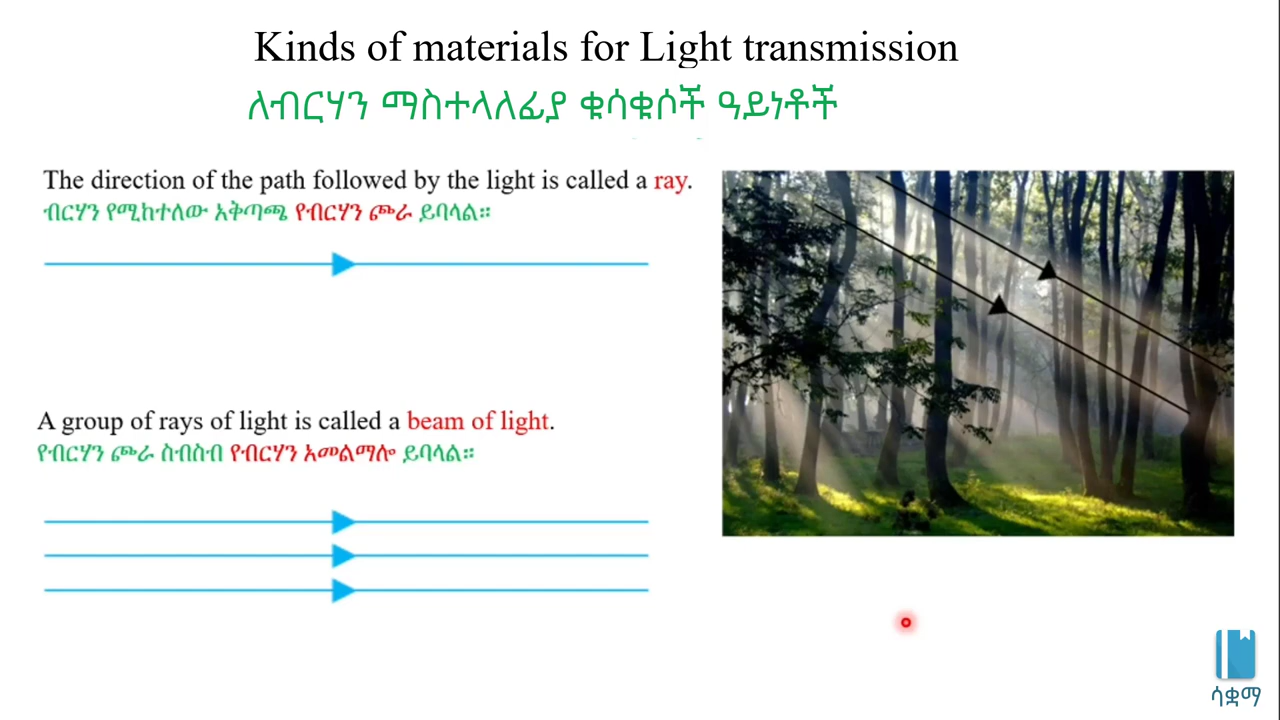 Kinds of materials for Light transmission
ለብርሃን ማስተላለፊያ ቁሳቁሶች ዓይነቶች
The direction of the path followed by the light is called a ray.
ብርሃን የሚከተለው አቅጣጫ የብርሃን ጮራ ይባላል።
A group of rays of light is called a beam of light.
የብርሃን ጮራ ስብስብ የብርሃን አመልማሎ ይባላል።
ሳቋማ